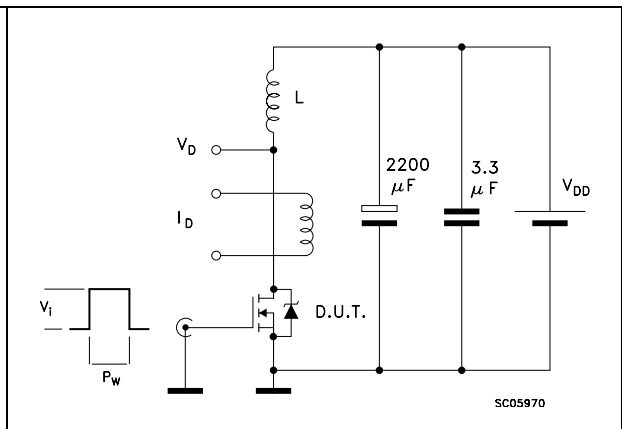 L
V_D
2200
μF
3.3
μF
V_DD
I_D
D.U.T.
V_i
P_W
SC05970